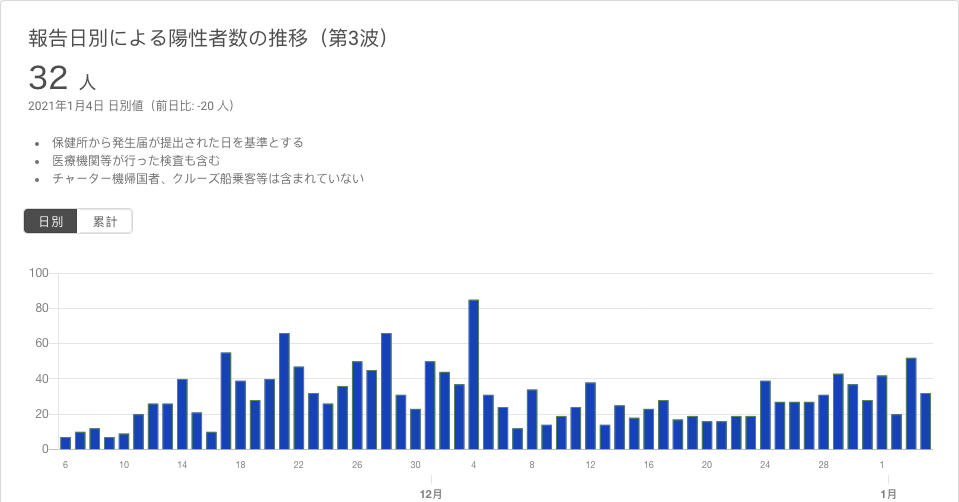 報告日別による陽性者数の推移（第3波）
32 人
2021年1月4日 日別値（前日比: -20 人）
• 保健所から発生届が提出された日を基準とする
• 医療機関等が行った検査も含む
• チャーター機帰国者、クルーズ船乗客等は含まれていない
日別 累計
100
80
60
40
20
0
6 10 14 18 22 26 30 4 8 12 16 20 24 28 1
12月 1月